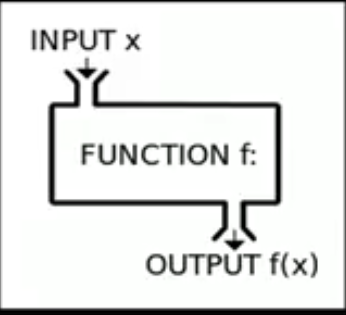 INPUT x
FUNCTION f:
OUTPUT f(x)